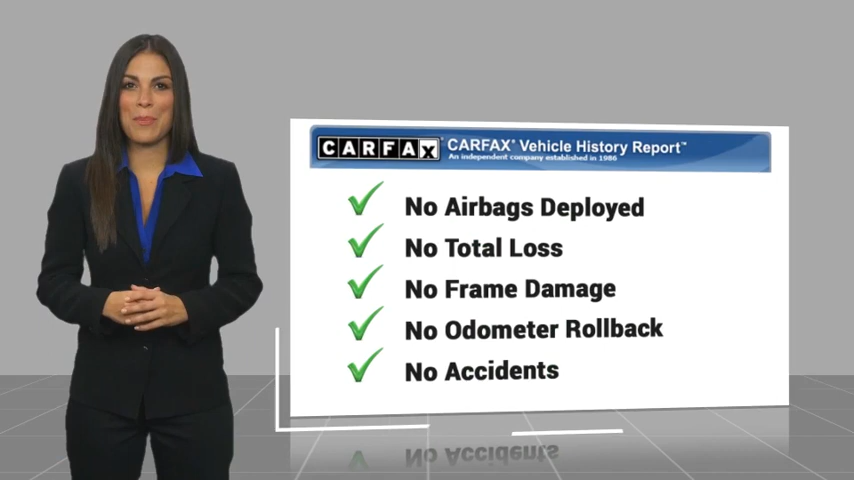 CARFAX
CARFAX® Vehicle History Report™
An independent company established in 1986
No Airbags Deployed
No Total Loss
No Frame Damage
No Odometer Rollback
No Accidents
No Accidents